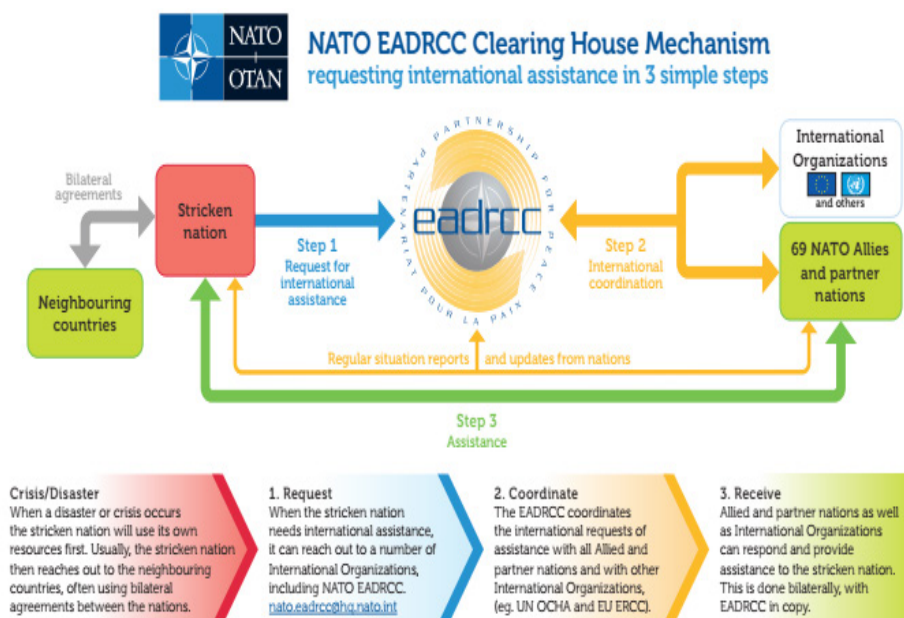 NATO
OTAN
NATO EADRCC Clearing House Mechanism
requesting international assistance in 3 simple steps
Bilateral
agreements
Stricken
nation
Neighbouring
countries
Step 1
Request for
international
assistance
PARTNERSHIP FOR PEACE
PARTENARIAT POUR LA PAIX
eadrcc
Step 2
International
coordination
International
Organizations
and others
69 NATO Allies
and partner
nations
Regular situation reports and updates from nations
Step 3
Assistance
Crisis/Disaster
When a disaster or crisis occurs
the stricken nation will use its own
resources first. Usually, the stricken nation
then reaches out to the neighbouring
countries, often using bilateral
agreements between the nations.
1. Request
When the stricken nation
needs international assistance,
it can reach out to a number of
International Organizations,
including NATO EADRCC.
nato.eadrcc@hq.nato.int
2. Coordinate
The EADRCC coordinates
the international requests of
assistance with all Allied and
partner nations and with other
International Organizations,
(eg. UN OCHA and EU ERCC).
3. Receive
Allied and partner nations as well
as International Organizations
can respond and provide
assistance to the stricken nation.
This is done bilaterally, with
EADRCC in copy.